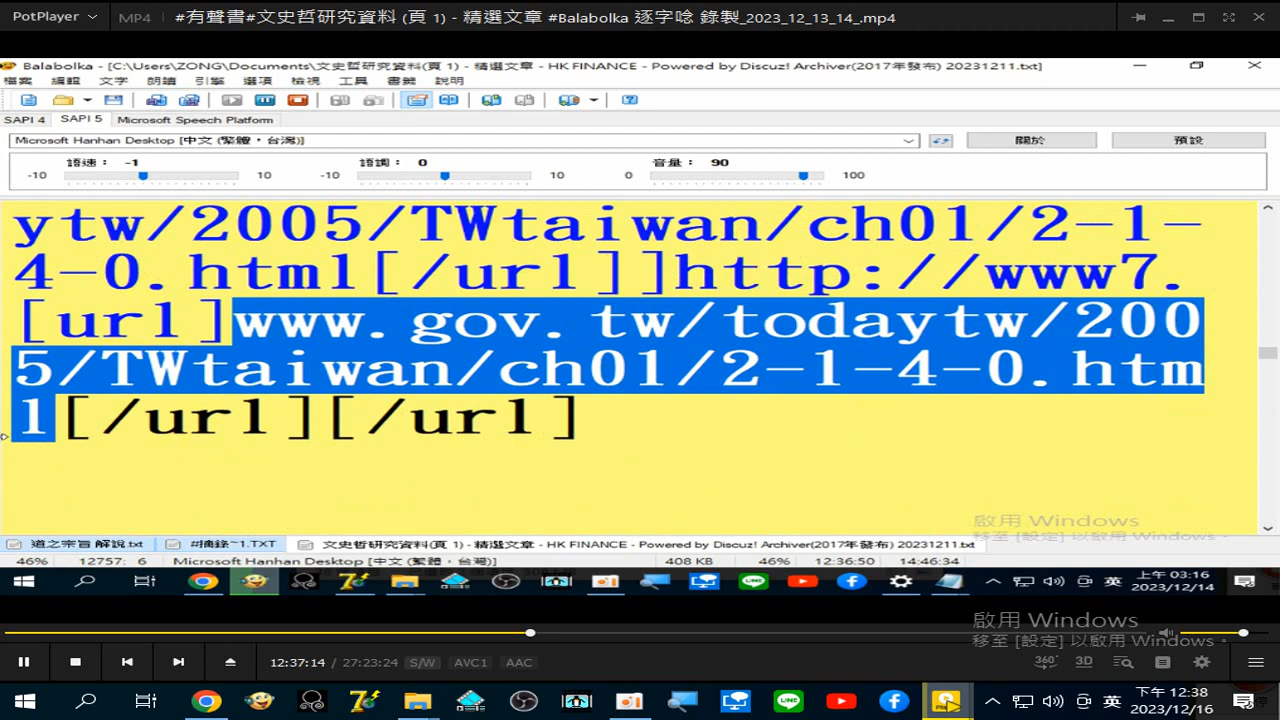 PotPlayer MP4 #有聲書#文史哲研究資料 (頁 1) - 精選文章 #Balabolka 逐字唸 錄製_2023_12_13_14_.mp4
Balabolka - [C:\Users\ZONG\Documents\文史哲研究資料(頁 1) - 精選文章 - HK FINANCE - Powered by Discuz! Archiver(2017年發布) 20231211.txt]
檔案 編輯 文字 朗讀 引擎 選項 檢視 工具 書籤 說明
SAPI 4 SAPI 5 Microsoft Speech Platform
Microsoft Hanhan Desktop [中文 (繁體，台灣)] 關於 預設
語速： -1 語調： 0 音量： 90
-10 10 -10 10 0 100
ytw/2005/TWtaiwan/ch01/2-1-
4-0.html[/url]]http://www7.
[url]www.gov.tw/todaytw/200
5/TWtaiwan/ch01/2-1-4-0.htm
l[/url][/url]
啟用 Windows
移至 [設定] 以啟用 Windows。
道之宗旨 解說.txt #摘錄~1.TXT 文史哲研究資料(頁 1) - 精選文章 - HK FINANCE - Powered by Discuz! Archiver(2017年發布) 20231211.txt
46% 12757: 6 Microsoft Hanhan Desktop [中文 (繁體，台灣)] 408 KB 46% 12:36:50 14:46:34
英 上午 03:16
2023/12/14
啟用 Windows
移至 [設定] 以啟用 Windows。
12:37:14 / 27:23:24 S/W AVC1 AAC 360° 3D
英 下午 12:38
2023/12/16